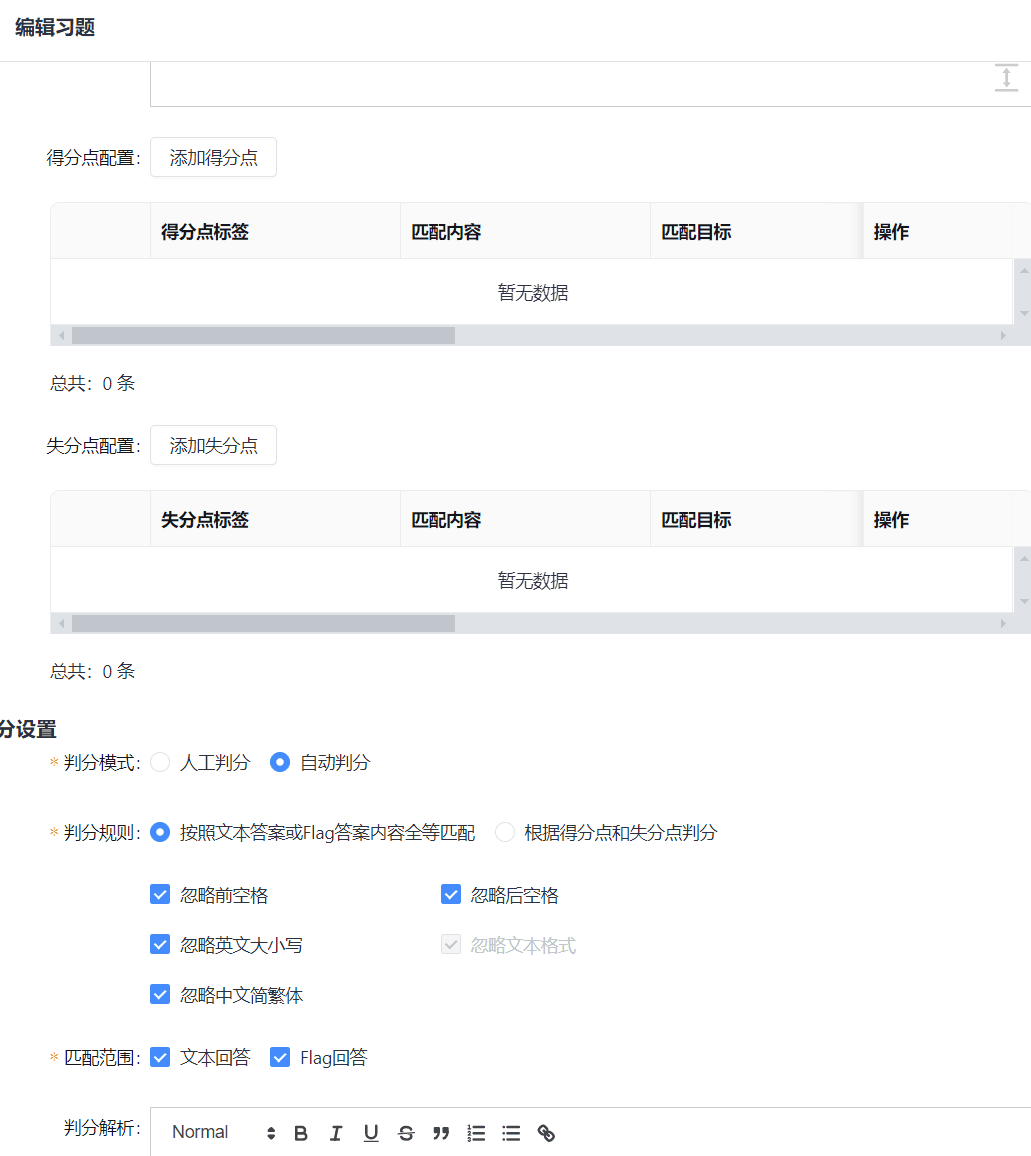 编辑习题
得分点配置: 添加得分点
得分点标签 匹配内容 匹配目标 操作
暂无数据
总共: 0 条
失分点配置: 添加失分点
失分点标签 匹配内容 匹配目标 操作
暂无数据
总共: 0 条
分设置
* 判分模式: 人工判分 自动判分
* 判分规则: 按照文本答案或Flag答案内容全等匹配 根据得分点和失分点判分
忽略前空格 忽略后空格
忽略英文大小写 忽略文本格式
忽略中文简繁体
* 匹配范围: 文本回答 Flag回答
判分解析: Normal B I U S